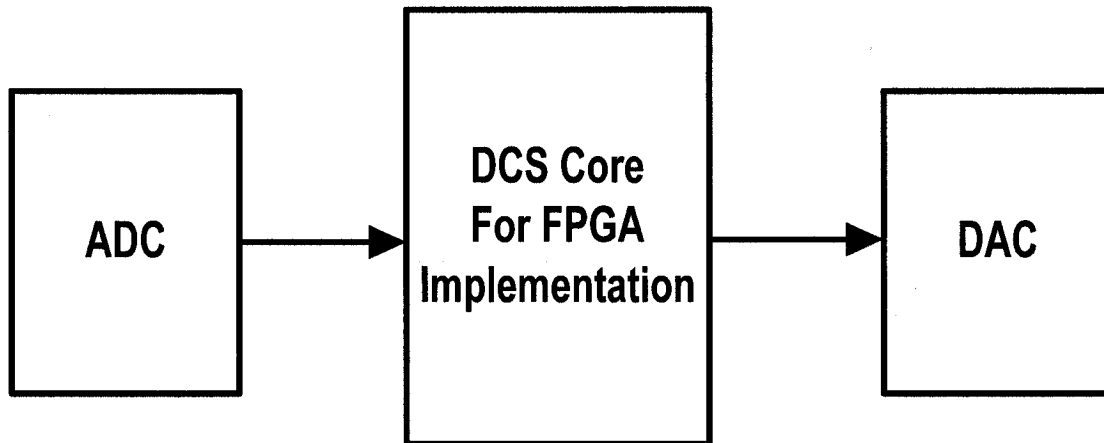 ADC
DCS Core
For FPGA
Implementation
DAC